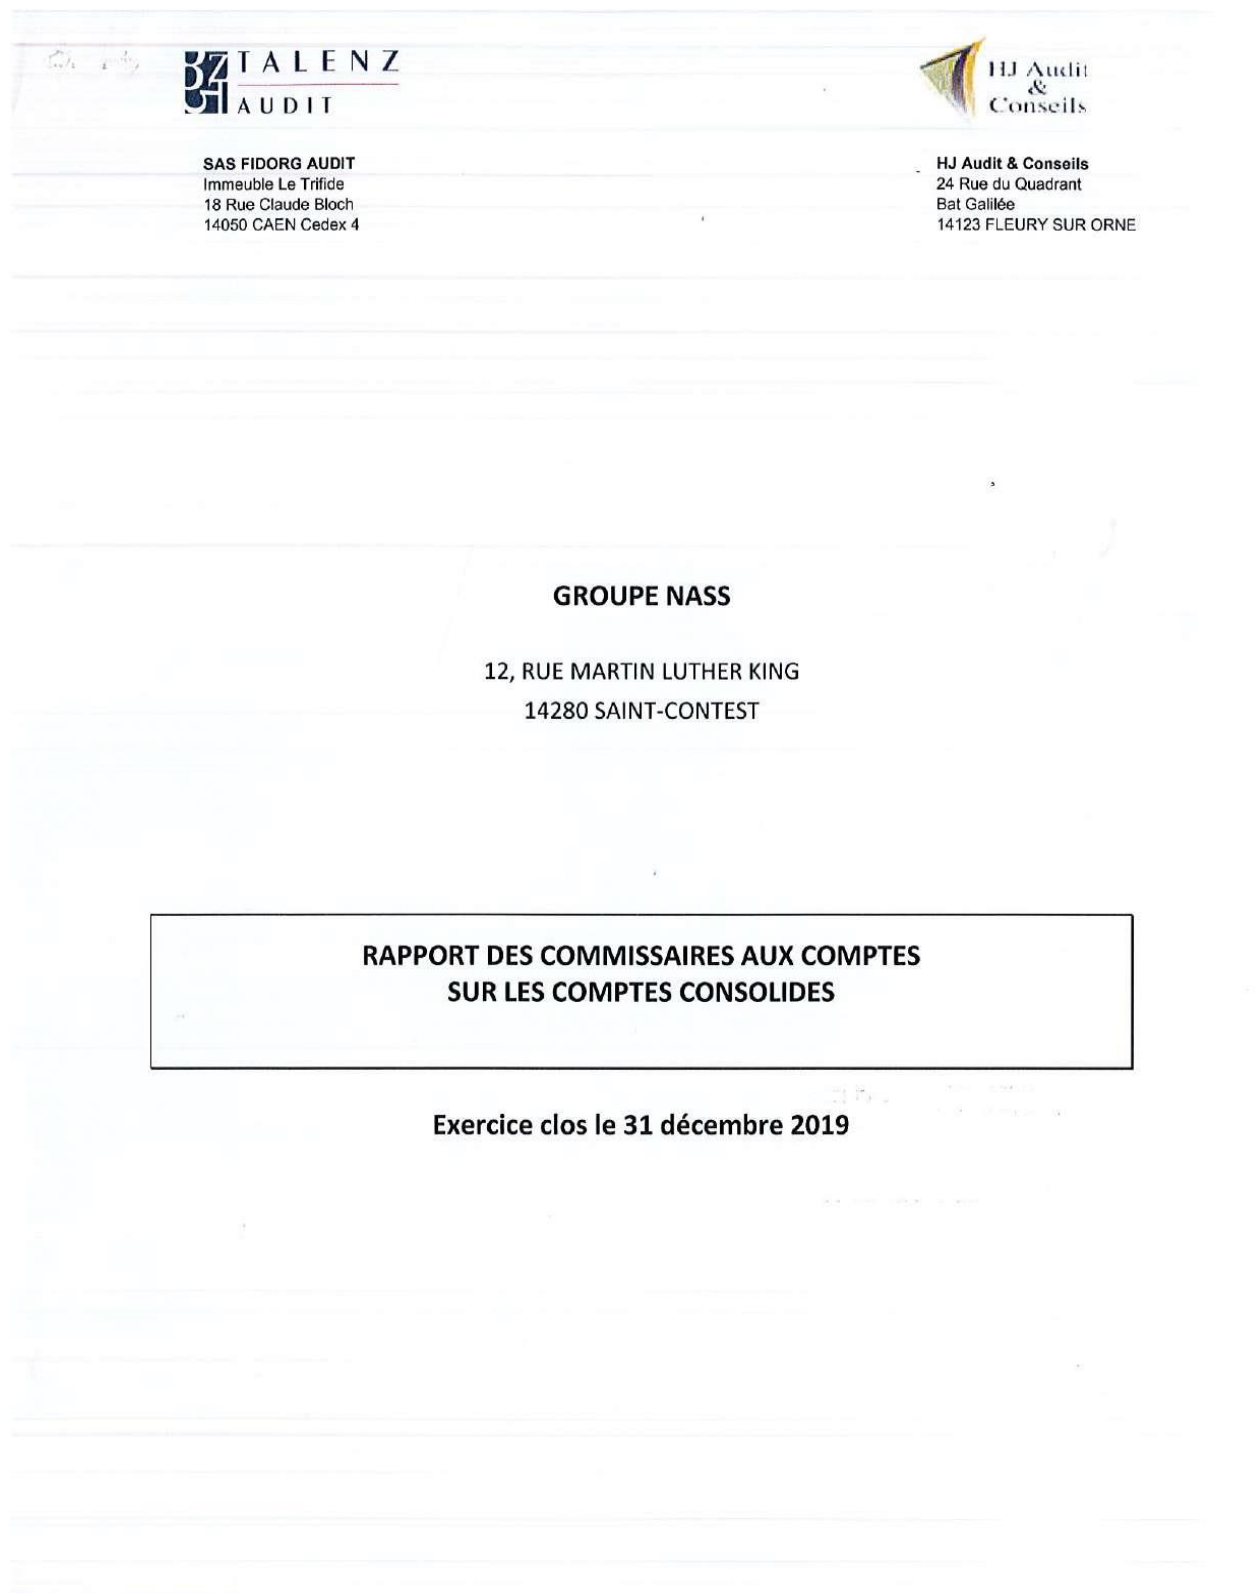 TALENZ
AUDIT
HJ Audit
&
Conseils
SAS FIDORG AUDIT
Immeuble Le Trifide
18 Rue Claude Bloch
14050 CAEN Cedex 4
HJ Audit & Conseils
24 Rue du Quadrant
Bat Galilée
14123 FLEURY SUR ORNE
GROUPE NASS
12, RUE MARTIN LUTHER KING
14280 SAINT-CONTEST
RAPPORT DES COMMISSAIRES AUX COMPTES
SUR LES COMPTES CONSOLIDES
Exercice clos le 31 décembre 2019